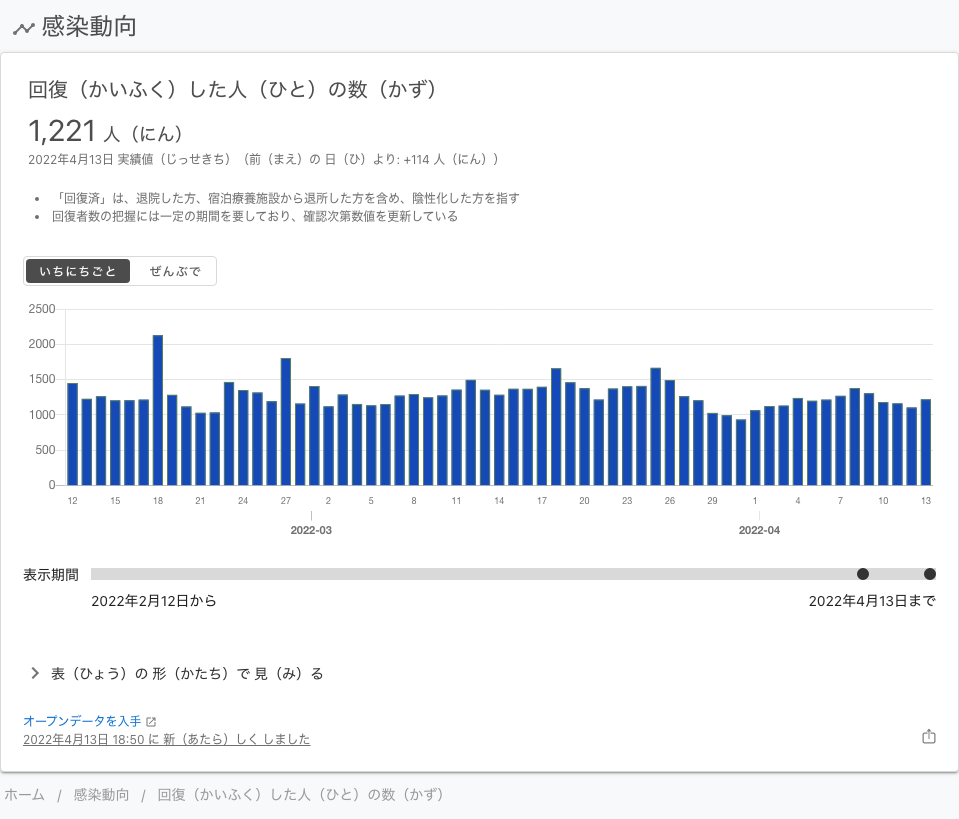 感染動向
回復（かいふく）した人（ひと）の数（かず）
1,221 人（にん）
2022年4月13日 実績値（じっせきち）（前（まえ）の 日（ひ）より: +114 人（にん））
• 「回復済」は、退院した方、宿泊療養施設から退所した方を含め、陰性化した方を指す
• 回復者数の把握には一定の期間を要しており、確認次第数値を更新している
いちにちごと ぜんぶで
2500
2000
1500
1000
500
0
12 15 18 21 24 27 2 5 8 11 14 17 20 23 26 29 1 4 7 10 13
2022-03 2022-04
表示期間
2022年2月12日から 2022年4月13日まで
表（ひょう）の 形（かたち）で 見（み）る
オープンデータを入手
2022年4月13日 18:50 に 新（あたら）しく しました
ホーム / 感染動向 / 回復（かいふく）した人（ひと）の数（かず）